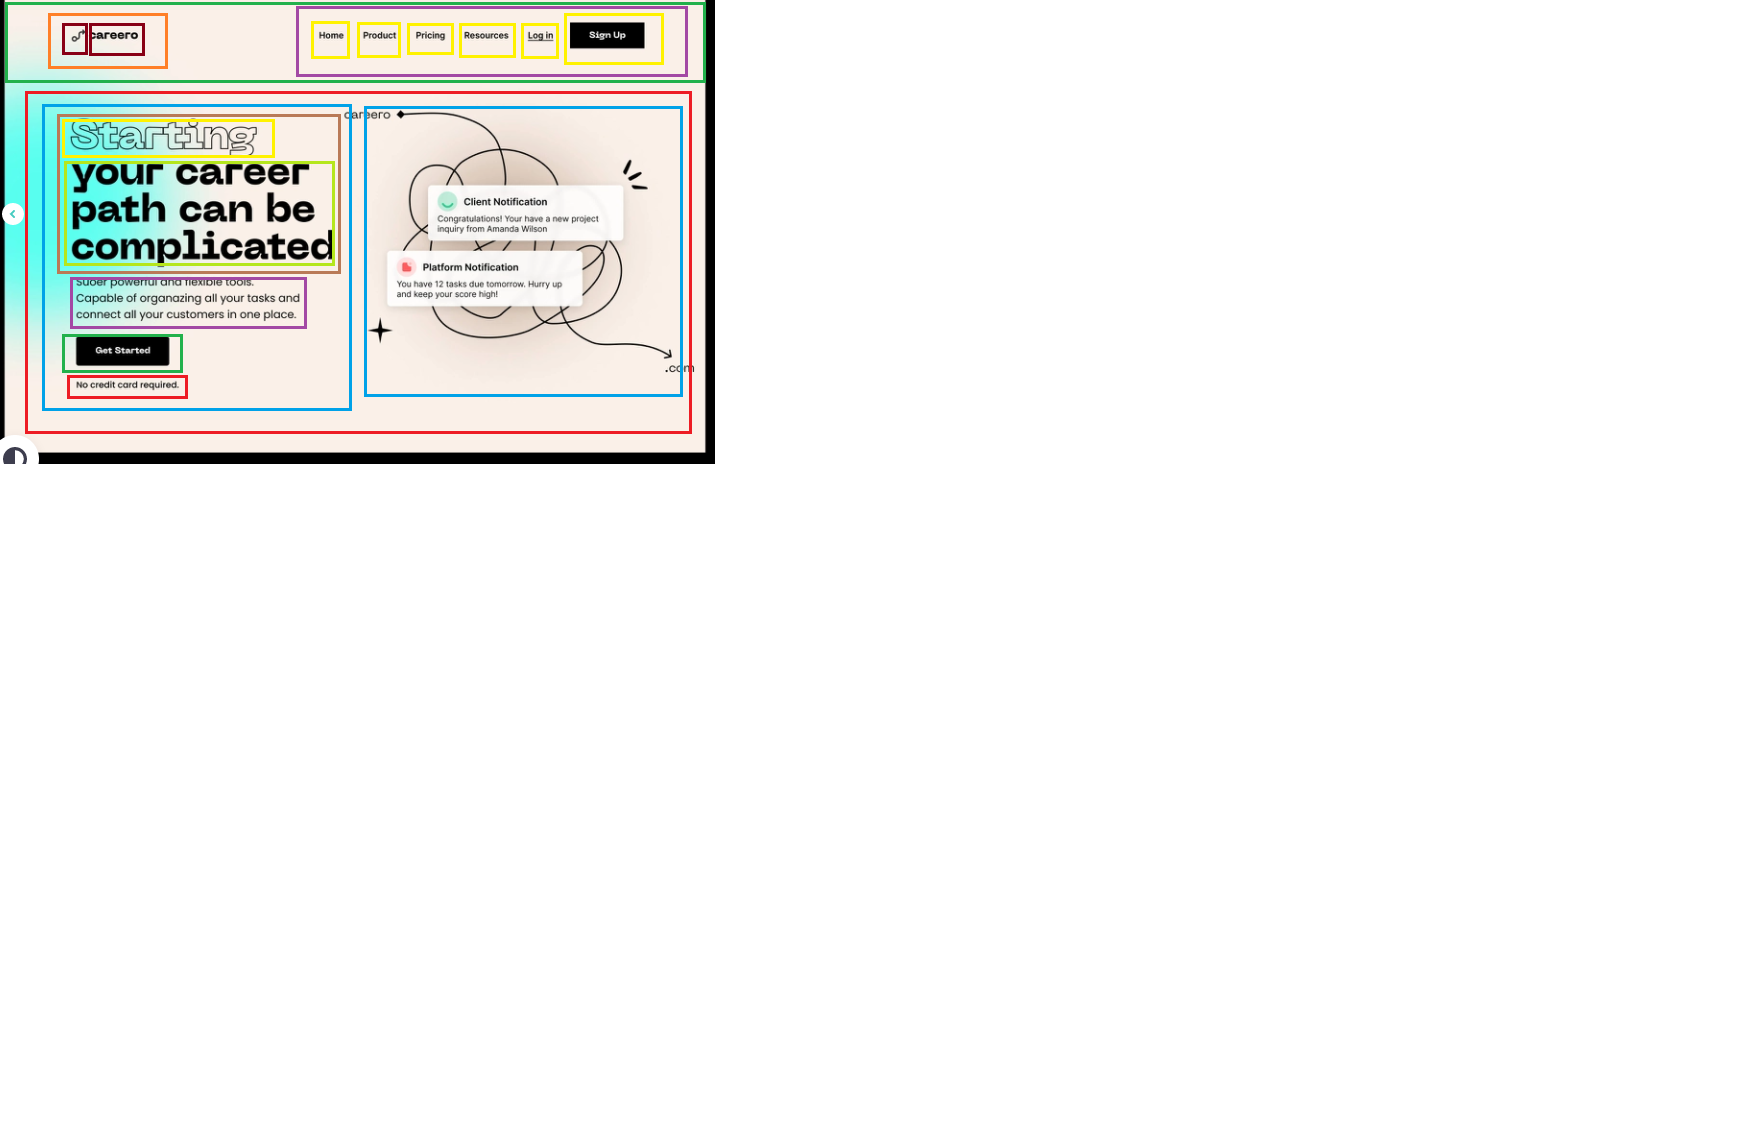 careero
Home Product Pricing Resources Log in Sign Up
Starting
your career
path can be
complicated
Suoer powerful and flexible tools.
Capable of organazing all your tasks and
connect all your customers in one place.
Get Started
No credit card required.
careero
Client Notification
Congratulations! Your have a new project
inquiry from Amanda Wilson
Platform Notification
You have 12 tasks due tomorrow. Hurry up
and keep your score high!
.com